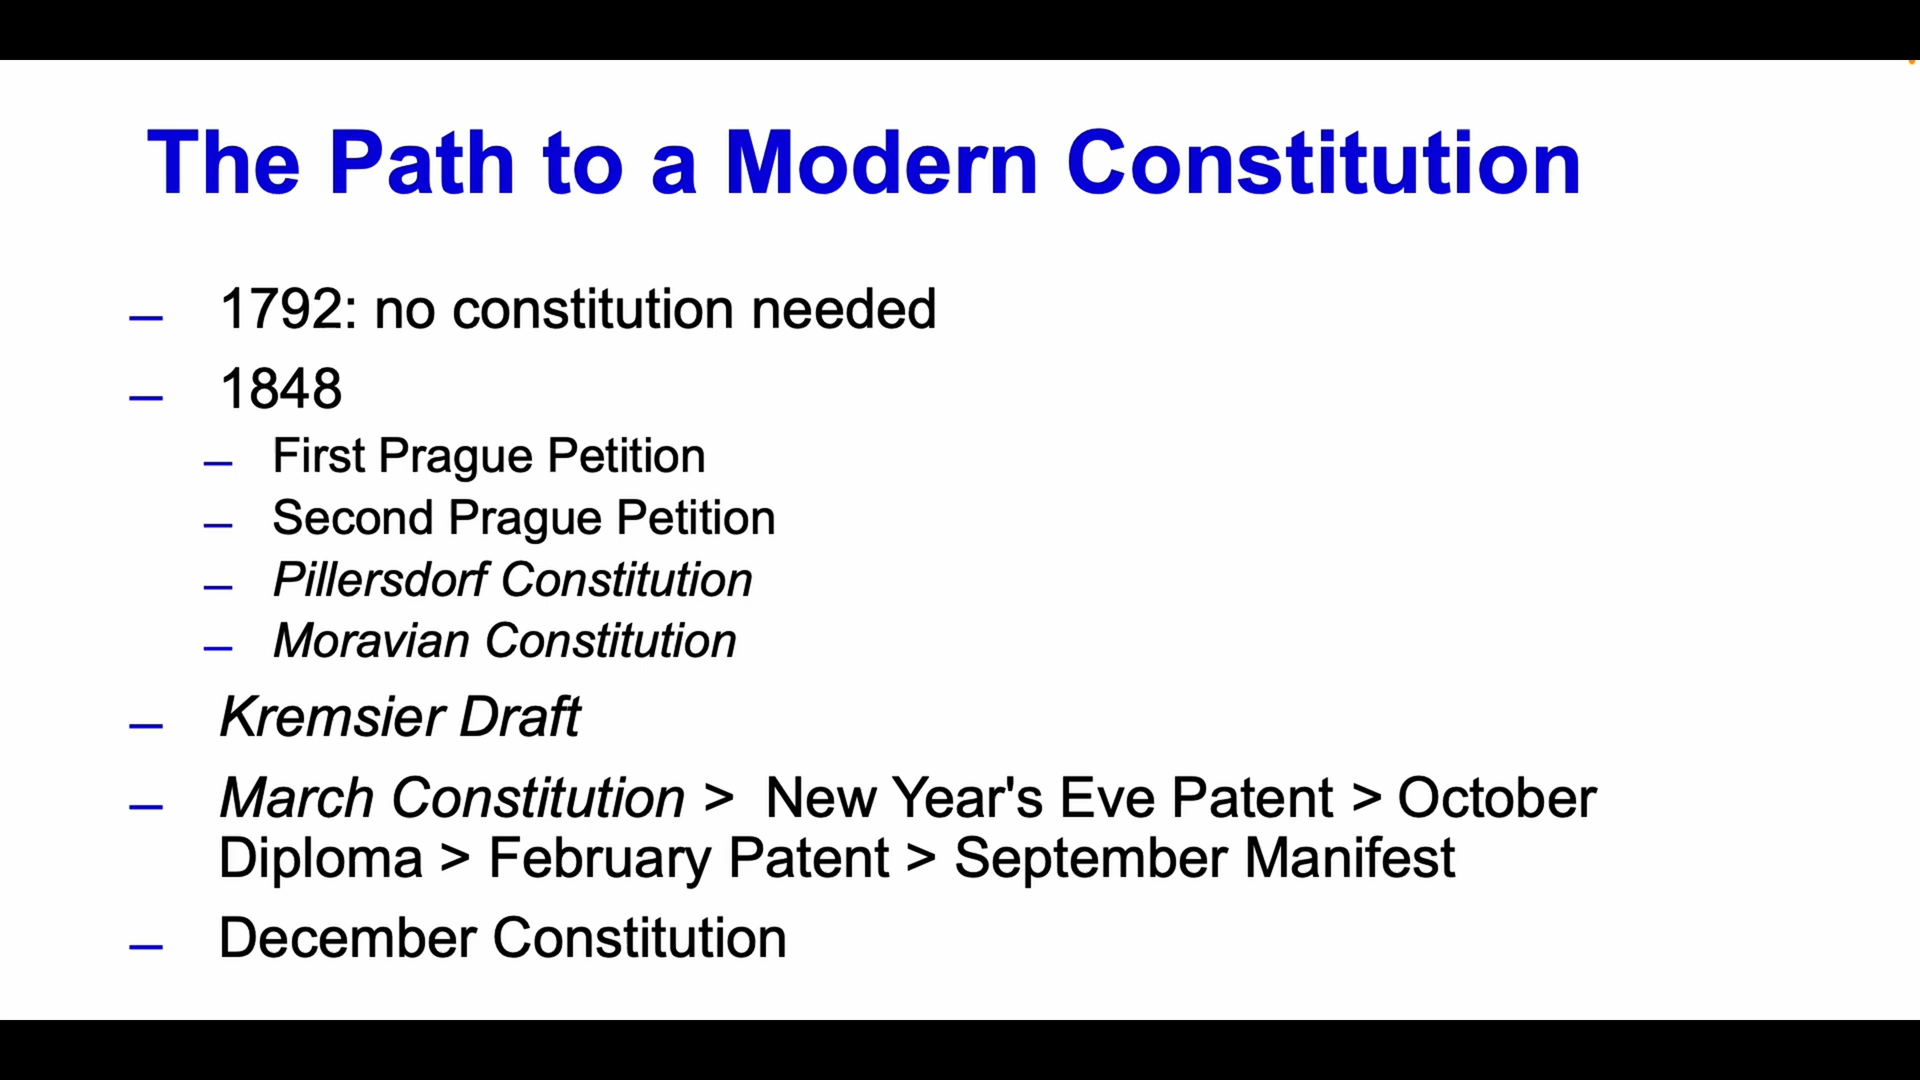 The Path to a Modern Constitution
– 1792: no constitution needed
– 1848
– First Prague Petition
– Second Prague Petition
– Pillersdorf Constitution
– Moravian Constitution
– Kremsier Draft
– March Constitution > New Year's Eve Patent > October
Diploma > February Patent > September Manifest
– December Constitution